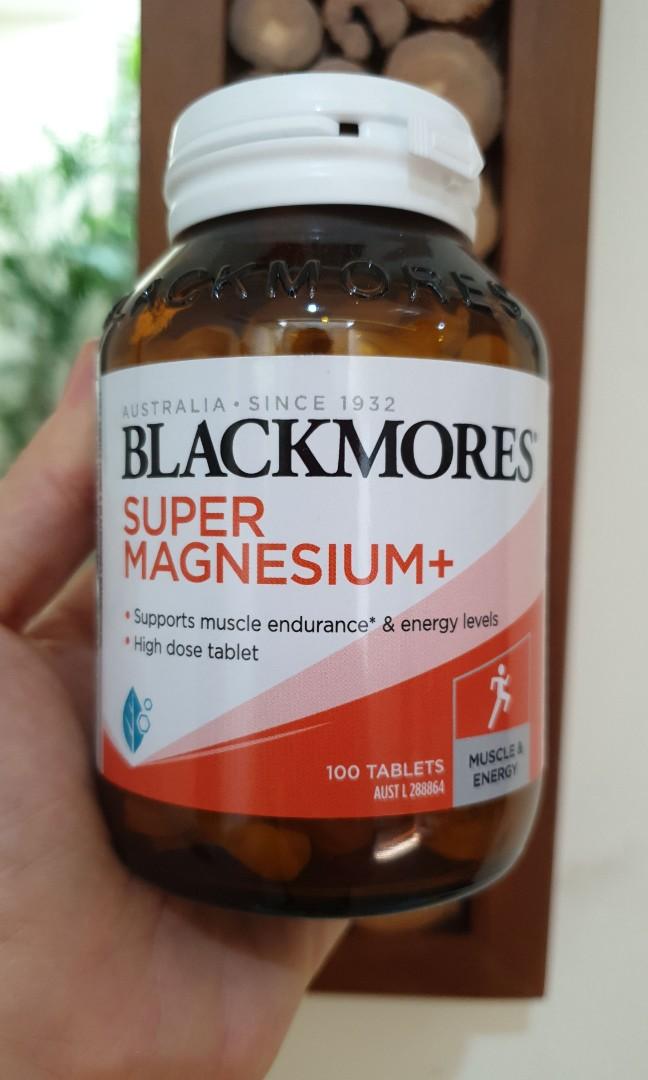 BLACKMORES
AUSTRALIA • SINCE 1932
BLACKMORES®
SUPER
MAGNESIUM+
• Supports muscle endurance* & energy levels
• High dose tablet
100 TABLETS
AUST L 288864
MUSCLE &
ENERGY